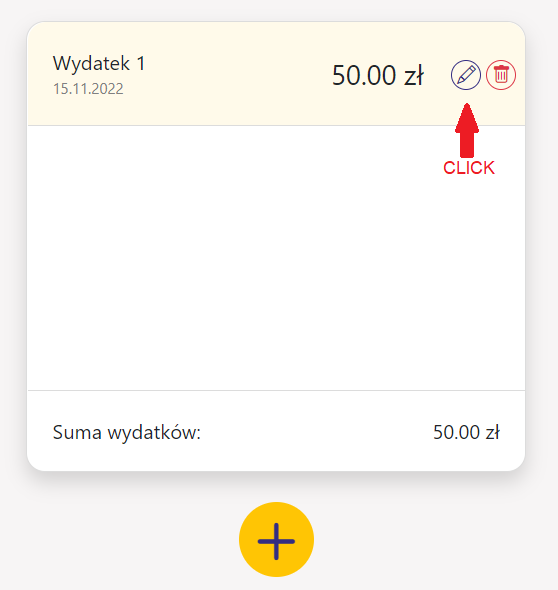 Wydatek 1
50.00 zł
15.11.2022
CLICK
Suma wydatków: 50.00 zł